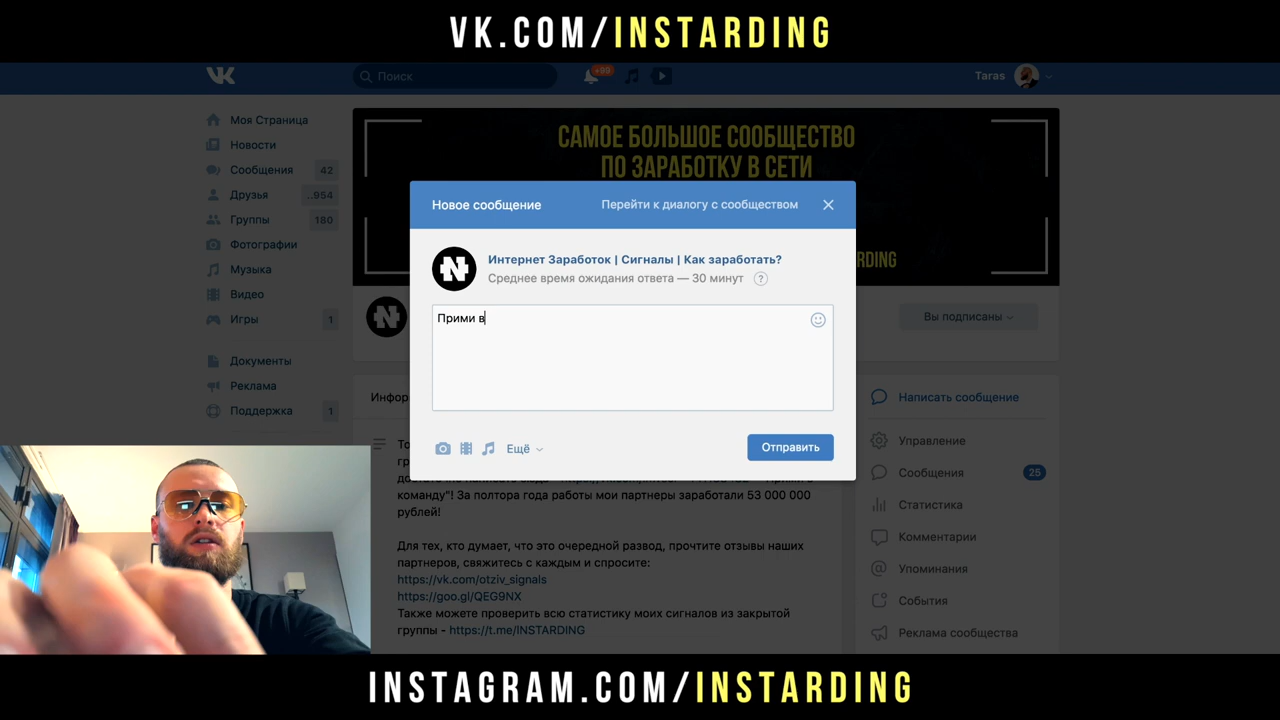 VK.COM/INSTARDING
Поиск
+99
Taras
Моя Страница
Новости
Сообщения 42
Друзья ..954
Группы 180
Фотографии
Музыка
Видео
Игры 1
Документы
Реклама
Поддержка 1
САМОЕ БОЛЬШОЕ СООБЩЕСТВО
ПО ЗАРАБОТКУ В СЕТИ
Новое сообщение
Перейти к диалогу с сообществом
N
Интернет Заработок | Сигналы | Как заработать?
Среднее время ожидания ответа — 30 минут ?
Прими в
Ещё
Отправить
N
Вы подписаны
Написать сообщение
Управление
Сообщения 25
Статистика
Комментарии
Упоминания
События
Реклама сообщества
команду"! За полтора года работы мои партнеры заработали 53 000 000
рублей!
Для тех, кто думает, что это очередной развод, прочтите отзывы наших
партнеров, свяжитесь с каждым и спросите:
https://vk.com/otziv_signals
https://goo.gl/QEG9NX
Также можете проверить всю статистику моих сигналов из закрытой
группы - https://t.me/INSTARDING
INSTAGRAM.COM/INSTARDING